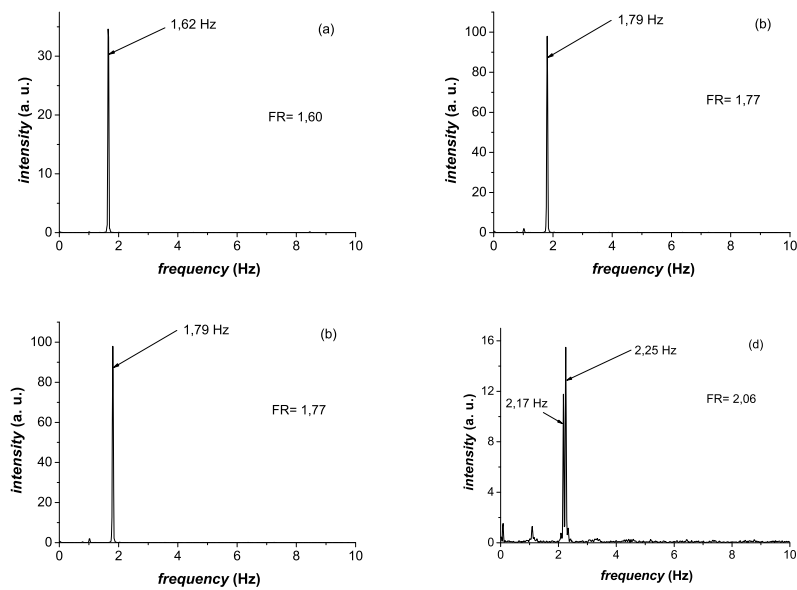 1,62 Hz
(a)
FR= 1,60
30
20
10
0
intensity (a. u.)
0 2 4 6 8 10
frequency (Hz)
1,79 Hz
(b)
FR= 1,77
100
80
60
40
20
0
intensity (a. u.)
0 2 4 6 8 10
frequency (Hz)
1,79 Hz
(b)
FR= 1,77
100
80
60
40
20
0
intensity (a. u.)
0 2 4 6 8 10
frequency (Hz)
2,25 Hz
(d)
2,17 Hz
FR= 2,06
16
12
8
4
0
intensity (a. u.)
0 2 4 6 8 10
frequency (Hz)